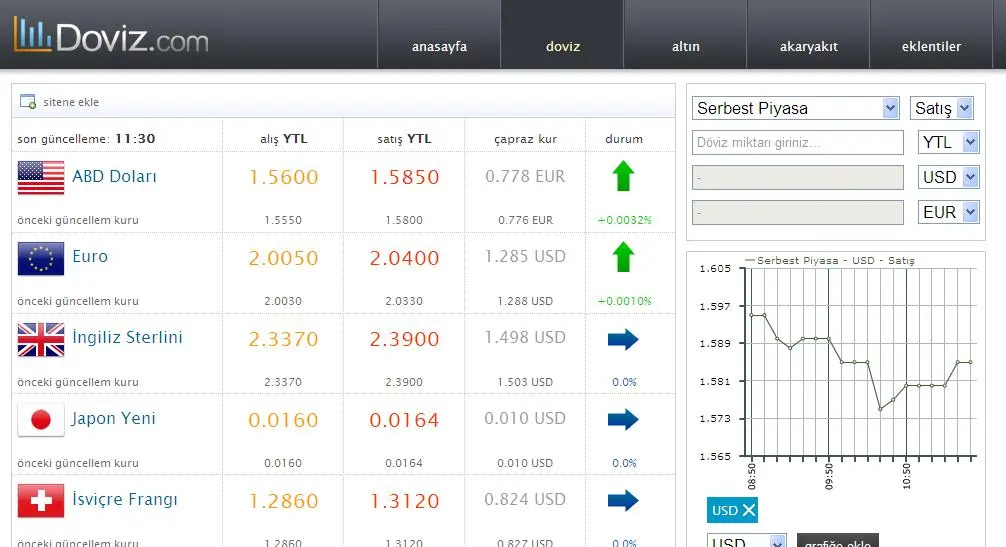 Doviz.com
anasayfa doviz altın akaryakıt eklentiler
sitene ekle
son güncelleme: 11:30 alış YTL satış YTL çapraz kur durum
ABD Doları 1.5600 1.5850 0.778 EUR
önceki güncellem kuru 1.5550 1.5800 0.776 EUR +0.0032%
Euro 2.0050 2.0400 1.285 USD
önceki güncellem kuru 2.0030 2.0330 1.288 USD +0.0010%
İngiliz Sterlini 2.3370 2.3900 1.498 USD
önceki güncellem kuru 2.3370 2.3900 1.503 USD 0.0%
Japon Yeni 0.0160 0.0164 0.010 USD
önceki güncellem kuru 0.0160 0.0164 0.010 USD 0.0%
İsviçre Frangı 1.2860 1.3120 0.824 USD
önceki güncellem kuru 1.2860 1.3120 0.827 USD 0.0%
Serbest Piyasa Satış
Döviz miktarı giriniz... YTL
- USD
- EUR
Serbest Piyasa - USD - Satış
1.605
1.597
1.589
1.581
1.573
1.565
08:50 09:50 10:50
USD X
USD grafiğe ekle